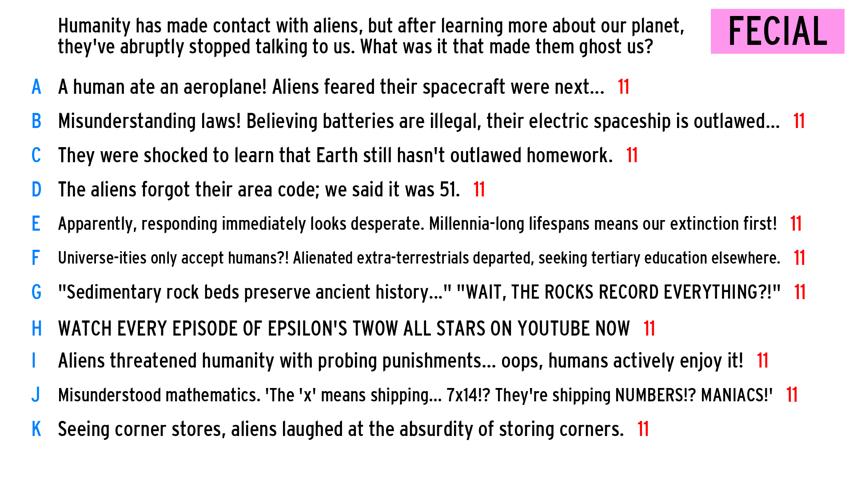 Humanity has made contact with aliens, but after learning more about our planet,
they've abruptly stopped talking to us. What was it that made them ghost us?
FECIAL
A A human ate an aeroplane! Aliens feared their spacecraft were next... 11
B Misunderstanding laws! Believing batteries are illegal, their electric spaceship is outlawed... 11
C They were shocked to learn that Earth still hasn't outlawed homework. 11
D The aliens forgot their area code; we said it was 51. 11
E Apparently, responding immediately looks desperate. Millennia-long lifespans means our extinction first! 11
F Universe-ities only accept humans?! Alienated extra-terrestrials departed, seeking tertiary education elsewhere. 11
G "Sedimentary rock beds preserve ancient history..." "WAIT, THE ROCKS RECORD EVERYTHING?!" 11
H WATCH EVERY EPISODE OF EPSILON'S TWOW ALL STARS ON YOUTUBE NOW 11
I Aliens threatened humanity with probing punishments... oops, humans actively enjoy it! 11
J Misunderstood mathematics. 'The 'x' means shipping... 7x14!? They're shipping NUMBERS!? MANIACS!' 11
K Seeing corner stores, aliens laughed at the absurdity of storing corners. 11